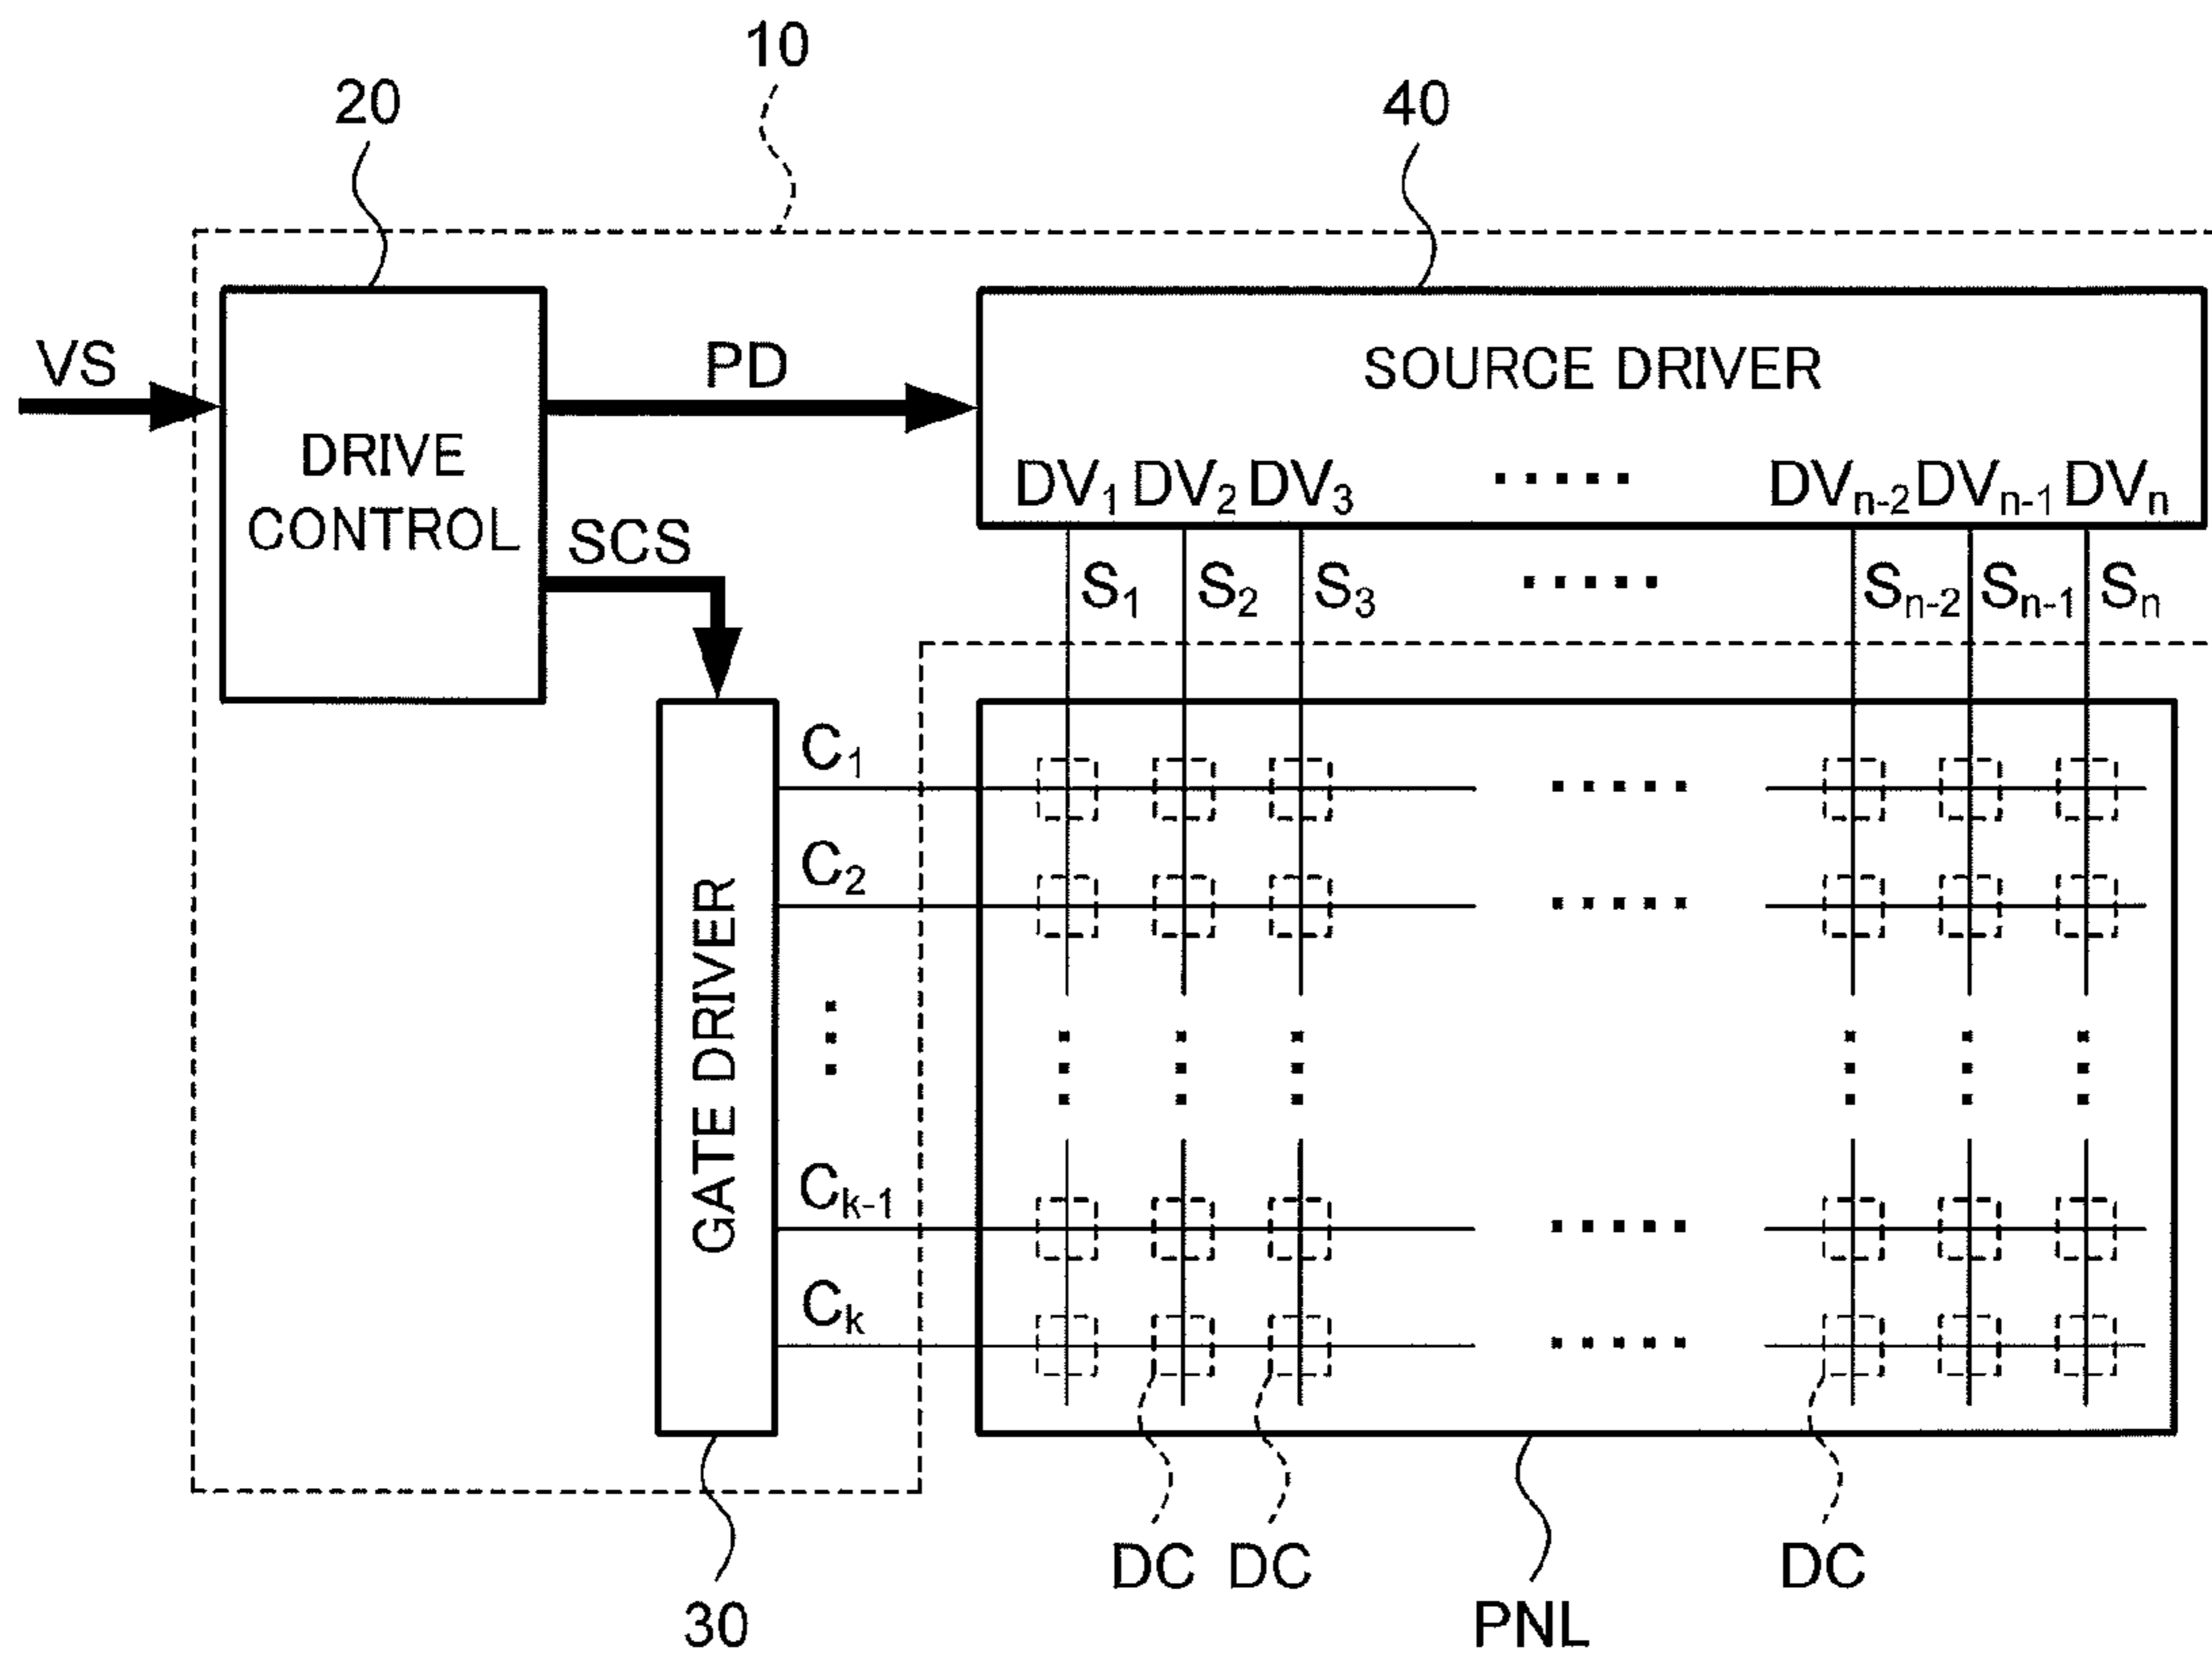 10
20
40
VS
PD
SOURCE DRIVER
DRIVE
CONTROL
DV1 DV2 DV3 ····· DVn-2 DVn-1 DVn
SCS
S1 S2 S3 ····· Sn-2 Sn-1 Sn
C1
C2
GATE DRIVER
Ck-1
Ck
DC DC DC
30
PNL